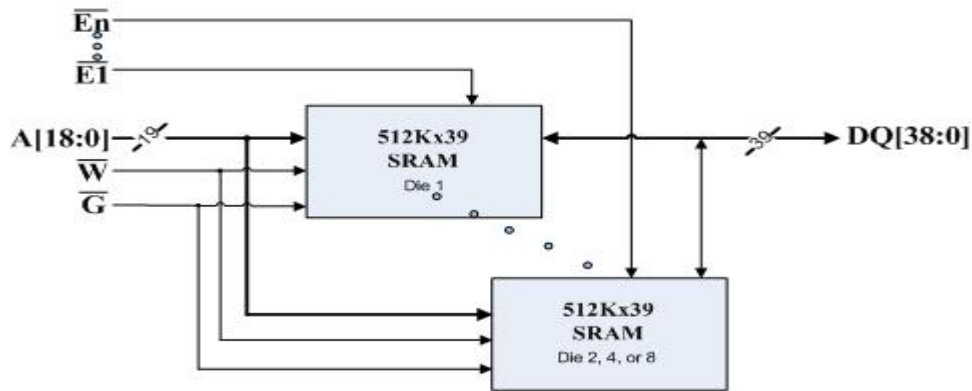 En
E1
A[18:0]
19
W
G
512Kx39
SRAM
Die 1
39
DQ[38:0]
512Kx39
SRAM
Die 2, 4, or 8